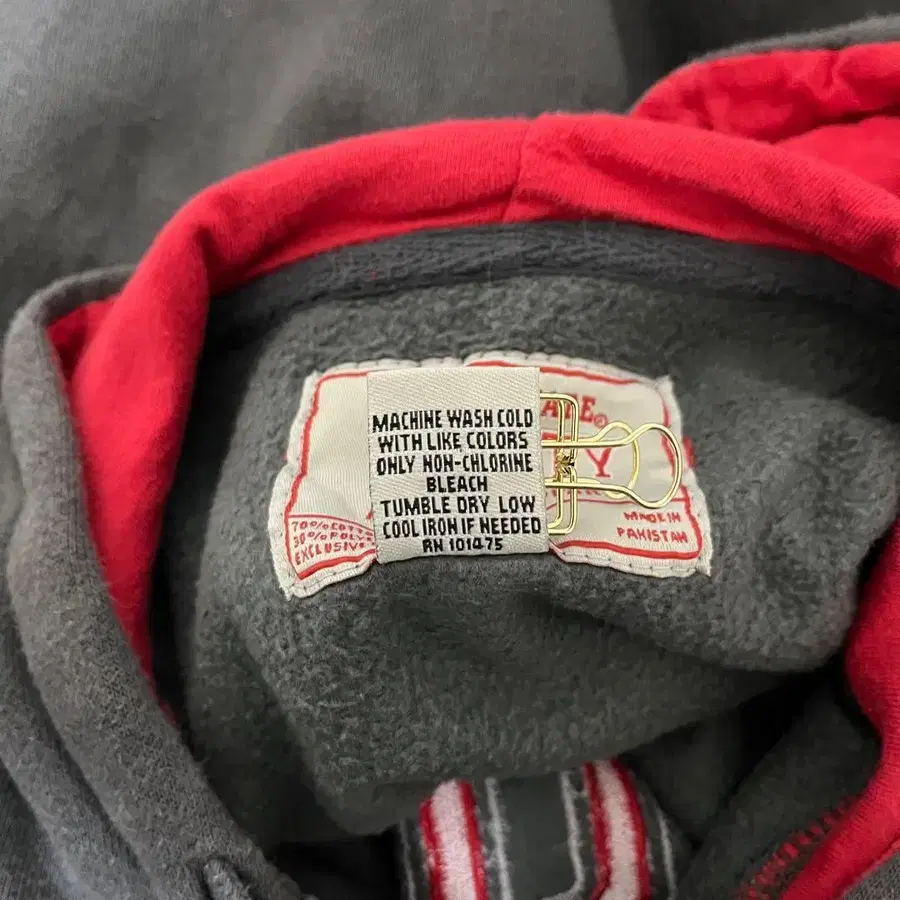 MACHINE WASH COLD
WITH LIKE COLORS
ONLY NON-CHLORINE
BLEACH
TUMBLE DRY LOW
COOL IRON IF NEEDED
RN 101475
70% COTT
30% POLY
EXCLUSIVE
MADE IN
PAKISTAN